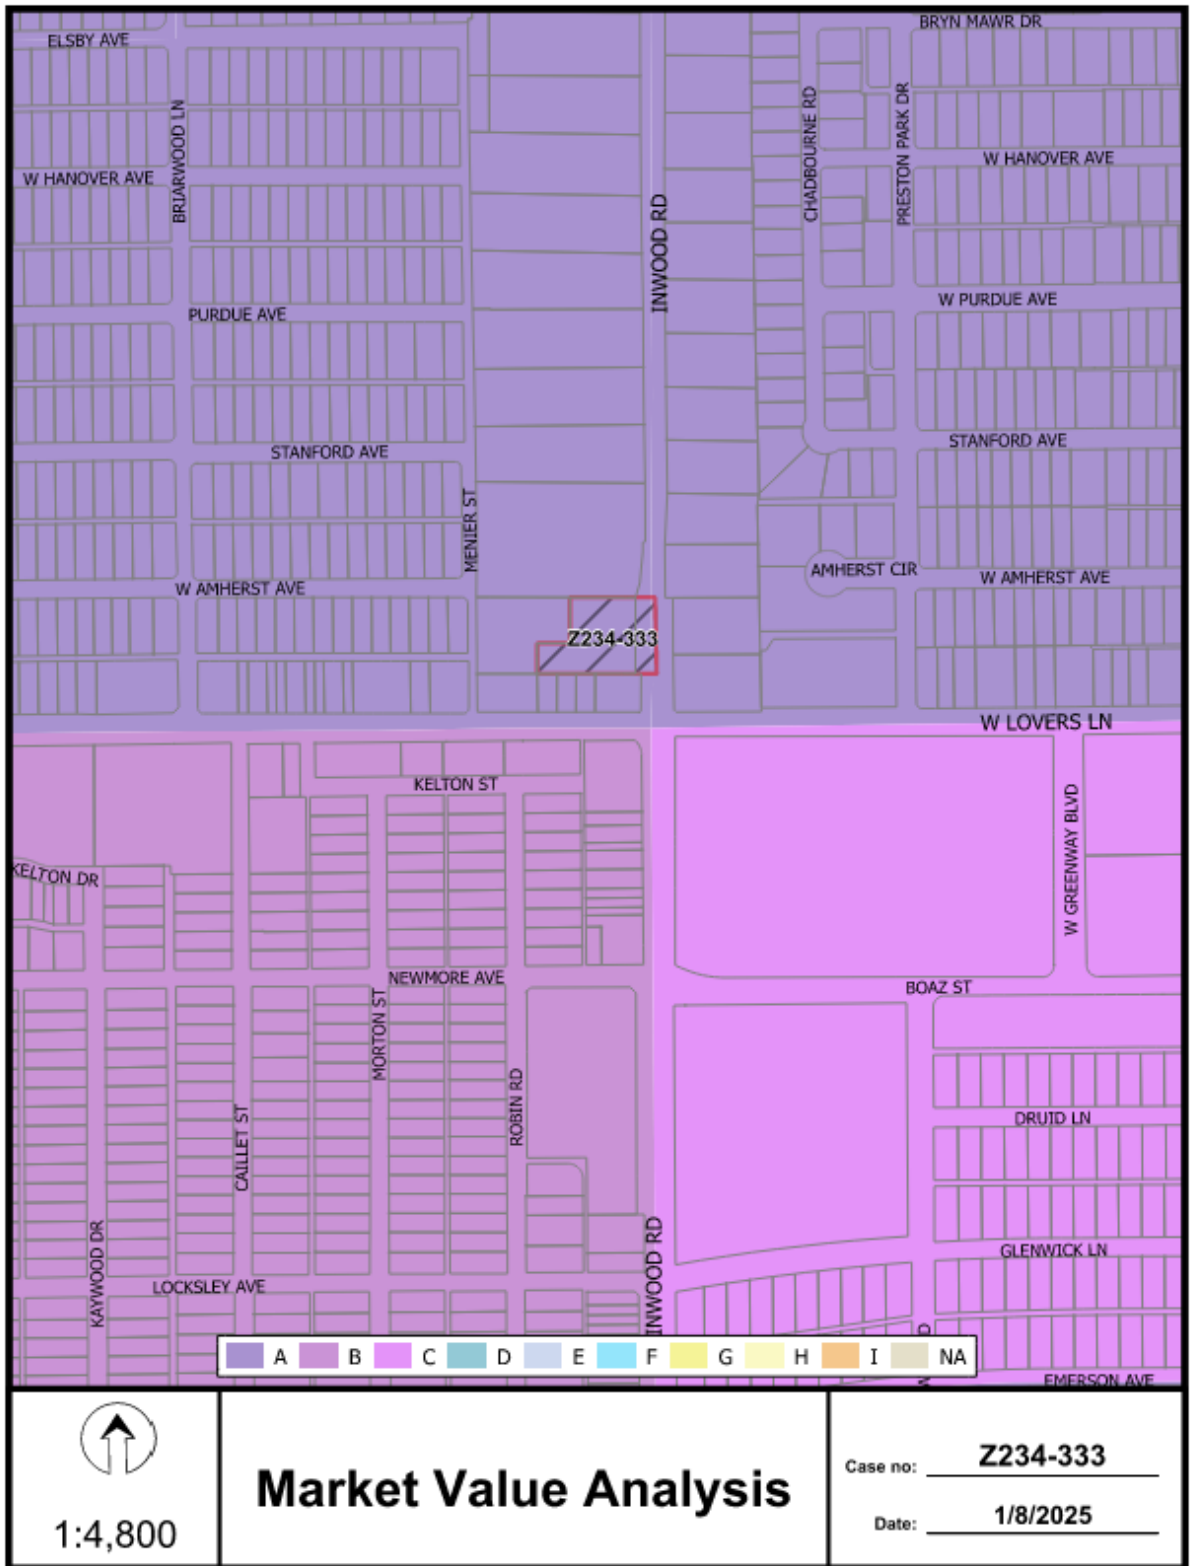 ELSBY AVE
BRYN MAWR DR
BRIARWOOD LN
CHADBOURNE RD
PRESTON PARK DR
W HANOVER AVE
W HANOVER AVE
INWOOD RD
PURDUE AVE
W PURDUE AVE
STANFORD AVE
STANFORD AVE
MENIER ST
W AMHERST AVE
AMHERST CIR
W AMHERST AVE
Z234-333
W LOVERS LN
KELTON ST
W GREENWAY BLVD
KELTON DR
NEWMORE AVE
BOAZ ST
MORTON ST
ROBIN RD
CAILLET ST
DRUID LN
KAYWOOD DR
INWOOD RD
GLENWICK LN
LOCKSLEY AVE
A B C D E F G H I NA
EMERSON AVE
1:4,800
Market Value Analysis
Case no: Z234-333
Date: 1/8/2025